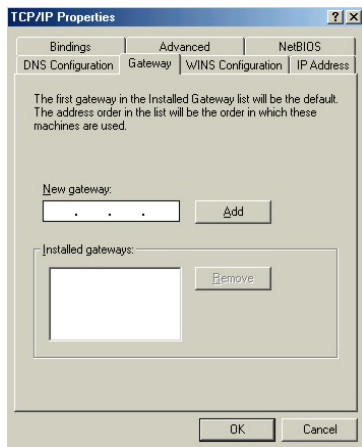 TCP/IP Properties
Bindings Advanced NetBIOS
DNS Configuration Gateway WINS Configuration IP Address
The first gateway in the Installed Gateway list will be the default.
The address order in the list will be the order in which these
machines are used.
New gateway:
. . .
Add
Installed gateways:
Remove
OK Cancel